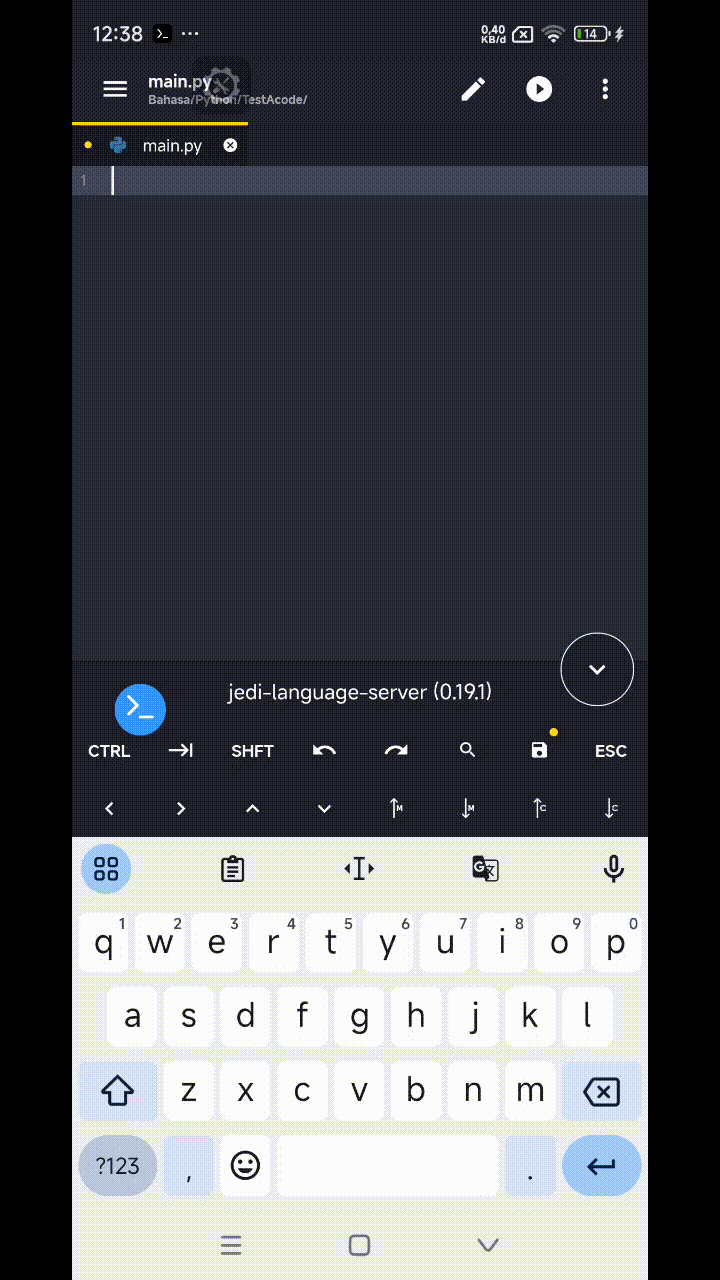 12:38 >_ ··· 0,40 KB/d 14
main.py
Bahasa/Python/TestAcode/
main.py
1
jedi-language-server (0.19.1)
>_
CTRL SHFT ESC
M M C C
q1 w2 e3 r4 t5 y6 u7 i8 o9 p0
a s d f g h j k l
z x c v b n m
?123 , .